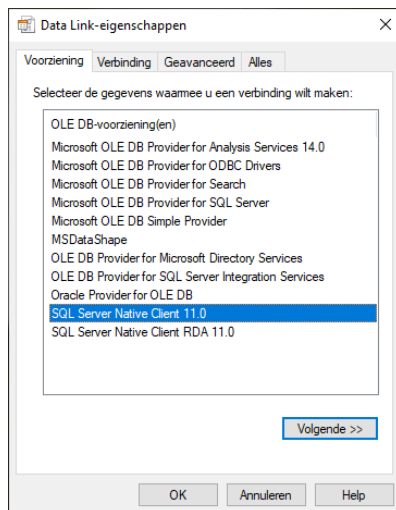 Data Link-eigenschappen
Voorziening Verbinding Geavanceerd Alles
Selecteer de gegevens waarmee u een verbinding wilt maken:
OLE DB-voorziening(en)
Microsoft OLE DB Provider for Analysis Services 14.0
Microsoft OLE DB Provider for ODBC Drivers
Microsoft OLE DB Provider for Search
Microsoft OLE DB Provider for SQL Server
Microsoft OLE DB Simple Provider
MSDataShape
OLE DB Provider for Microsoft Directory Services
OLE DB Provider for SQL Server Integration Services
Oracle Provider for OLE DB
SQL Server Native Client 11.0
SQL Server Native Client RDA 11.0
Volgende >>
OK Annuleren Help